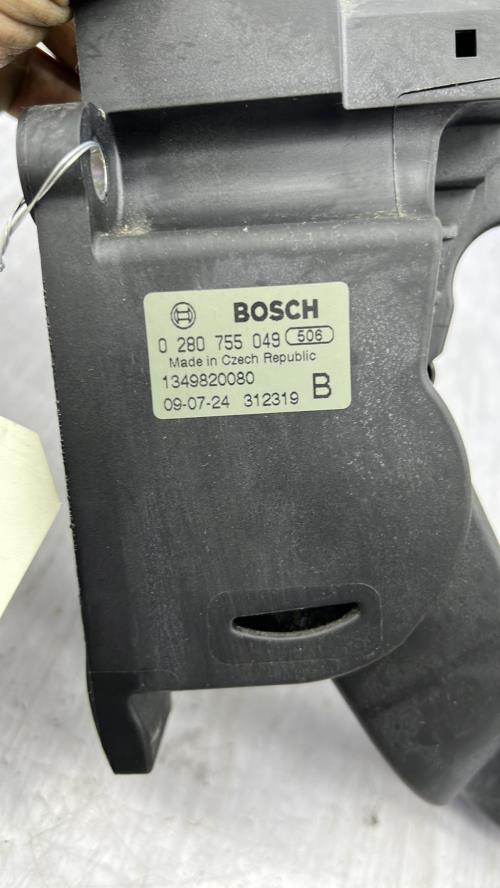 BOSCH
0 280 755 049 506
Made in Czech Republic
1349820080
09-07-24 312319 B